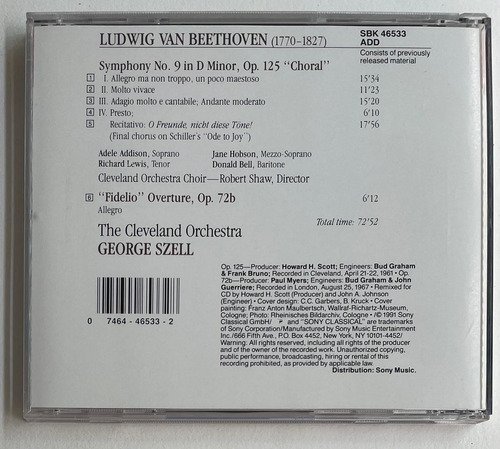 LUDWIG VAN BEETHOVEN (1770–1827)
SBK 46533
ADD
Consists of previously
released material
Symphony No. 9 in D Minor, Op. 125 "Choral"
1 I. Allegro ma non troppo, un poco maestoso 15'34
2 II. Molto vivace 11'23
3 III. Adagio molto e cantabile; Andante moderato 15'20
4 IV. Presto; 6'10
5 Recitativo: O Freunde, nicht diese Töne! 17'56
(Final chorus on Schiller's "Ode to Joy")
Adele Addison, Soprano Jane Hobson, Mezzo-Soprano
Richard Lewis, Tenor Donald Bell, Baritone
Cleveland Orchestra Choir—Robert Shaw, Director
6 "Fidelio" Overture, Op. 72b 6'12
Allegro
Total time: 72'52
The Cleveland Orchestra
GEORGE SZELL
Op. 125—Producer: Howard H. Scott; Engineers: Bud Graham
& Frank Bruno; Recorded in Cleveland, April 21-22, 1961 • Op.
72b—Producer: Paul Myers; Engineers: Bud Graham & John
Guerriere; Recorded in London, August 25, 1967 • Remixed for
CD by Howard H. Scott (Producer) and John A. Johnson
(Engineer) • Cover design: C.C. Garbers, B. Kruck • Cover
painting: Franz Anton Maulbertsch, Wallraf-Richartz-Museum,
Cologne; Photo: Rheinisches Bildarchiv, Cologne • /© 1991 Sony
Classical GmbH/ and "SONY CLASSICAL" are trademarks
of Sony Corporation/Manufactured by Sony Music Entertainment
Inc./666 Fifth Ave., P.O. Box 4452, New York, NY 10101-4452/
Warning: All rights reserved, including all rights of the producer
and of the owner of the recorded work. Unauthorized copying,
public performance, broadcasting, hiring or rental of this
recording prohibited, as provided by applicable law.
Distribution: Sony Music.
0 7464-46533-2